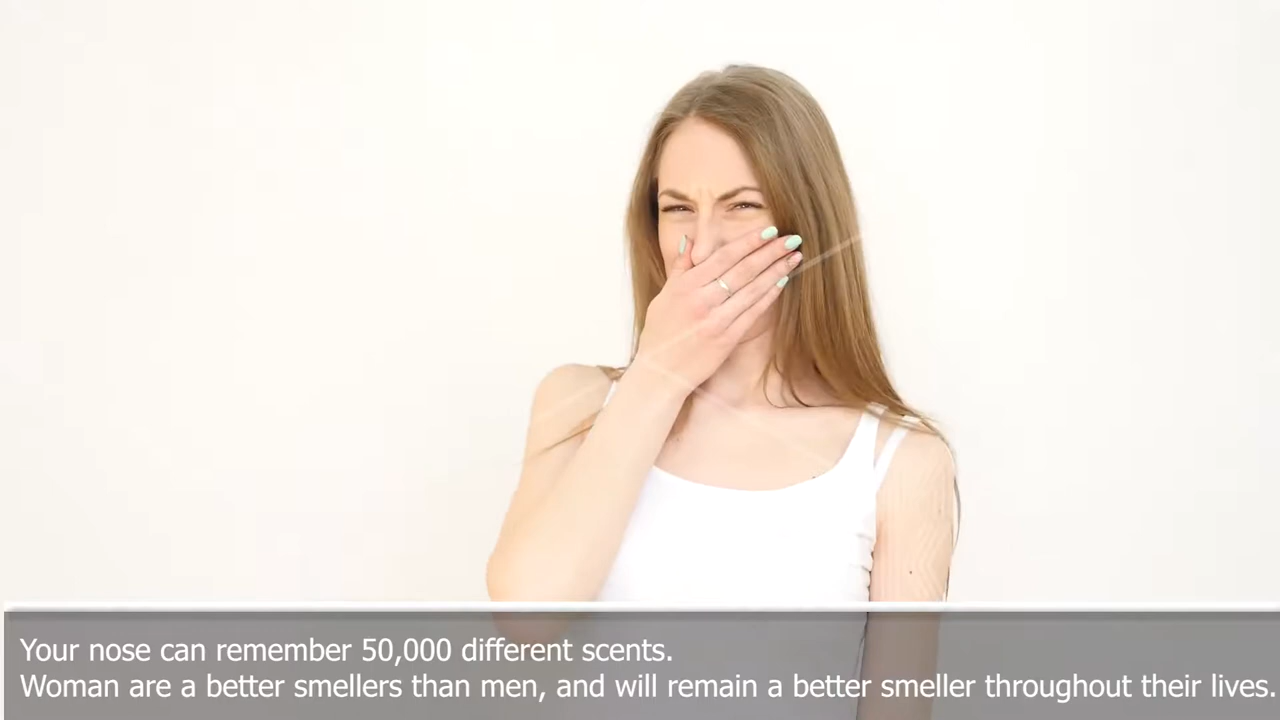 Your nose can remember 50,000 different scents.
Woman are a better smellers than men, and will remain a better smeller throughout their lives.